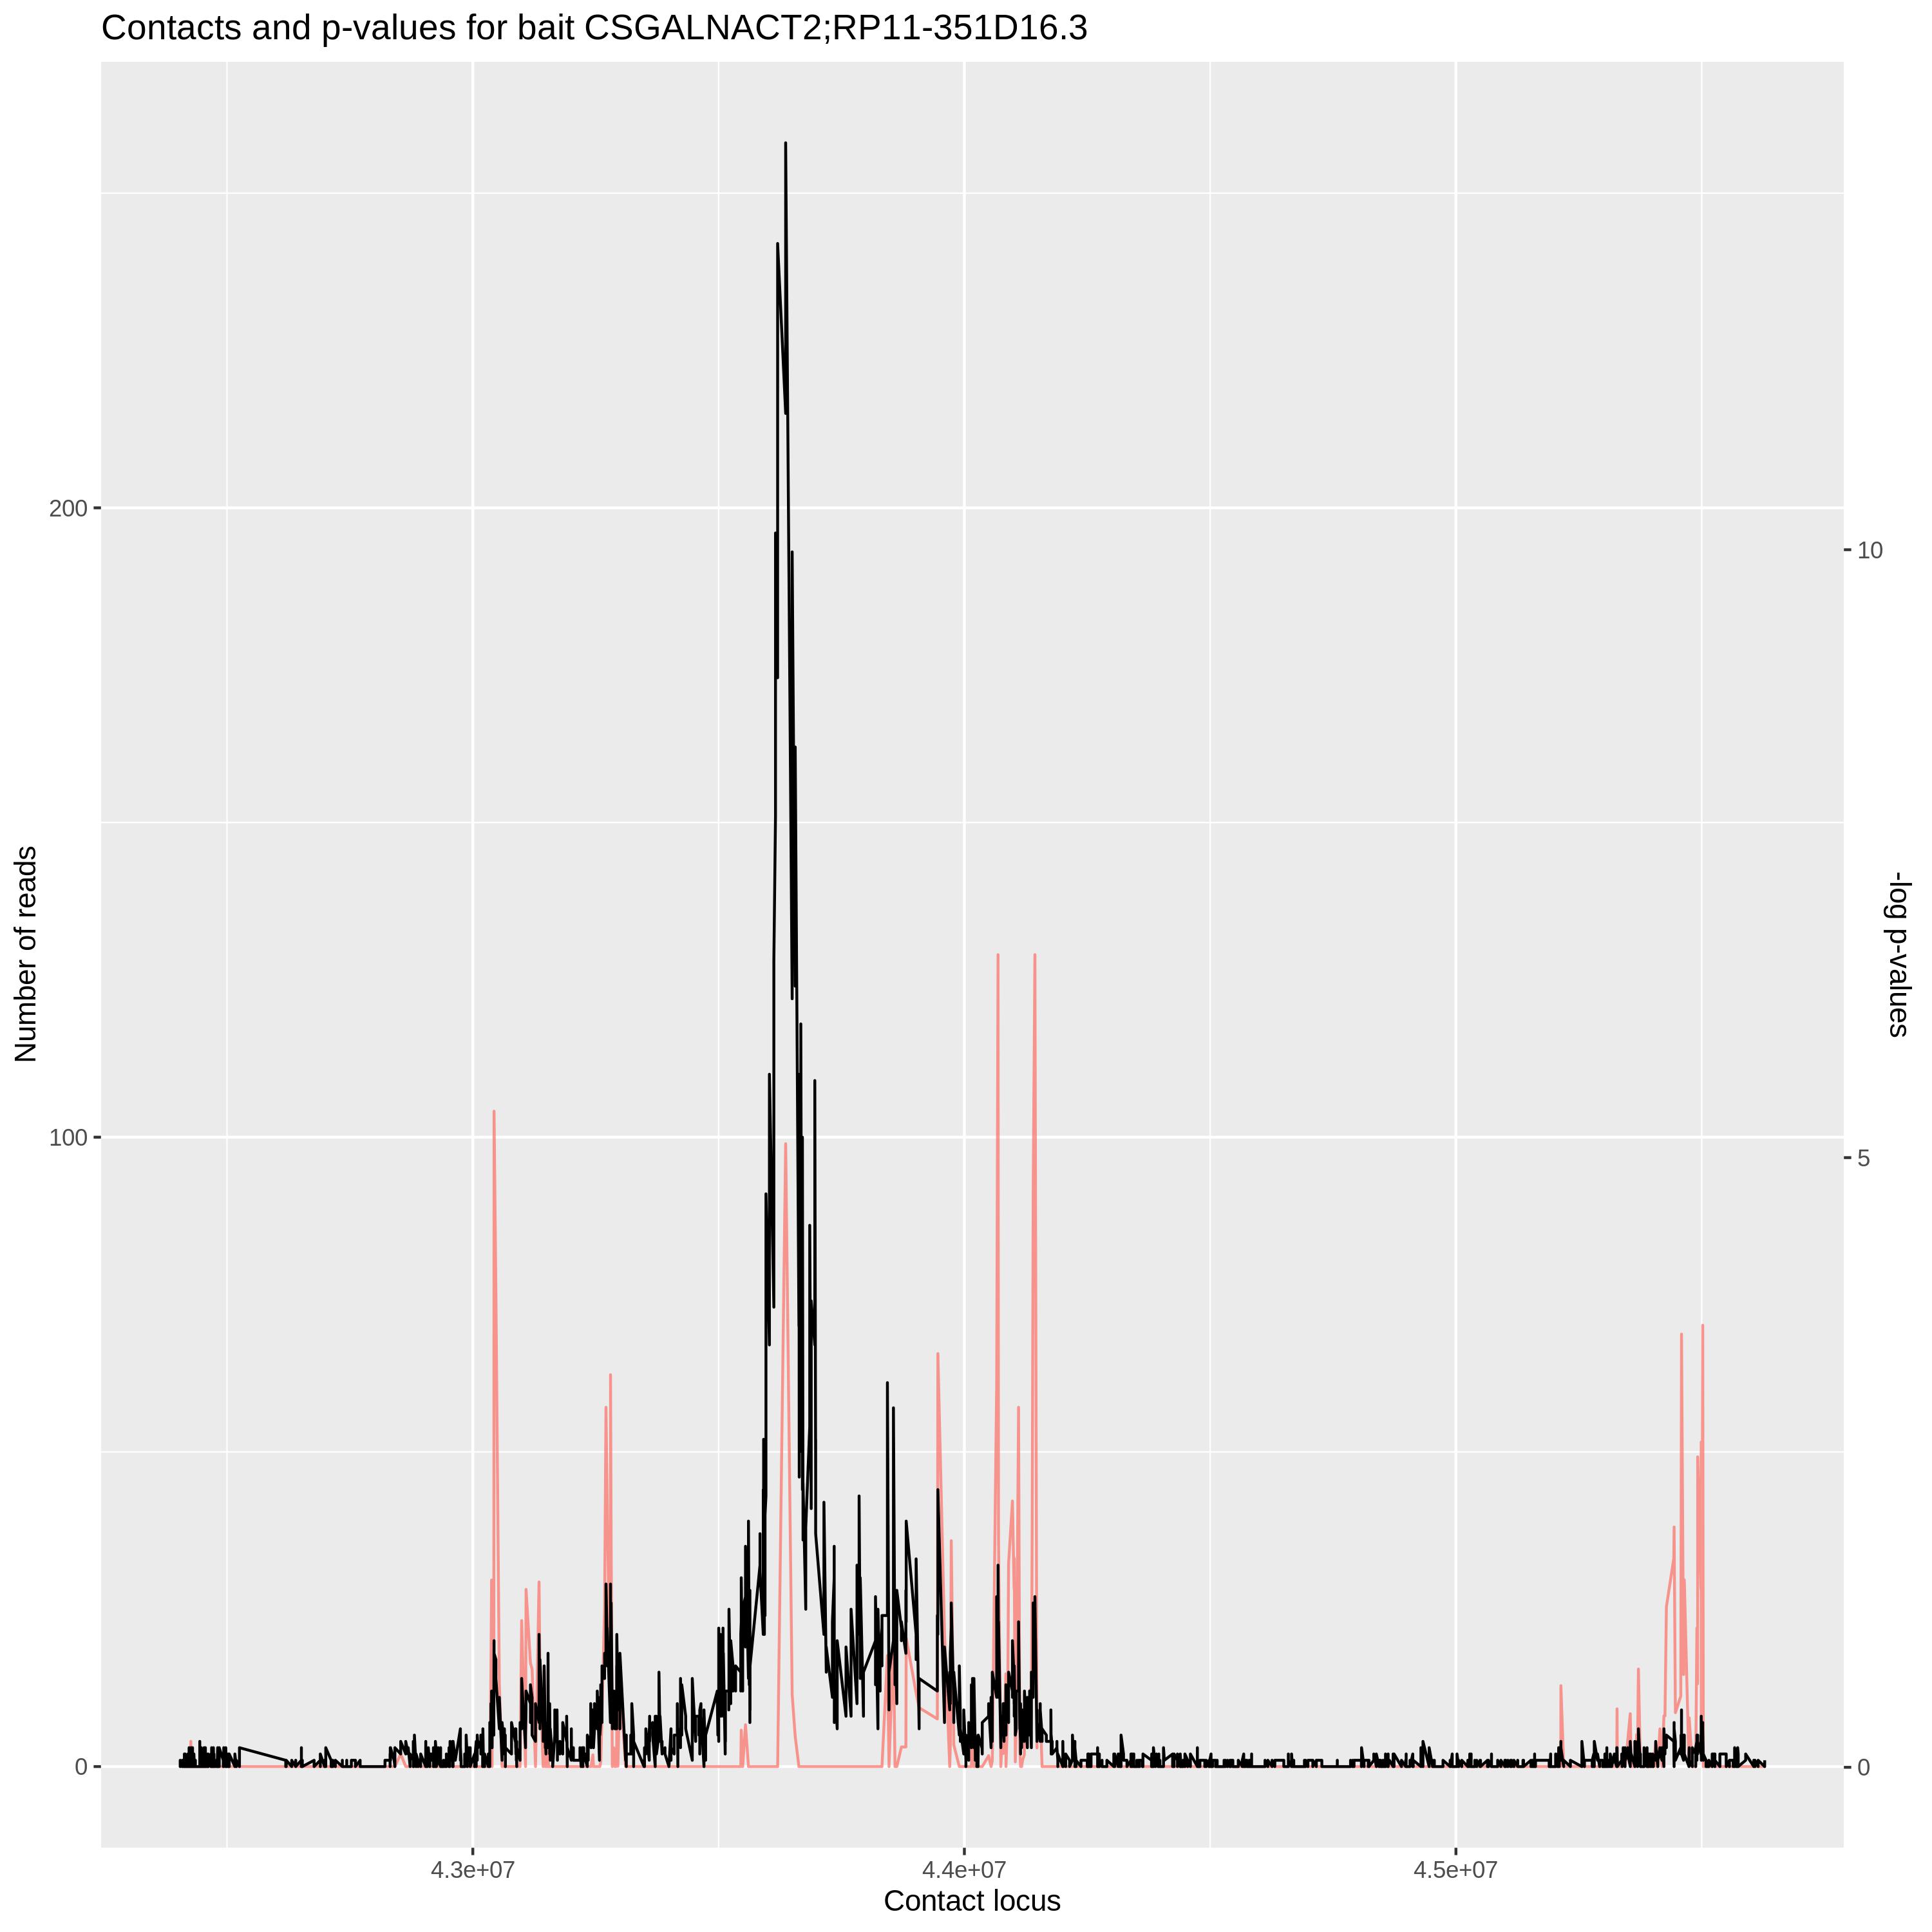 Contacts and p-values for bait CSGALNACT2;RP11-351D16.3
Number of reads
200
100
0
10
5
0
-log p-values
4.3e+07
4.4e+07
4.5e+07
Contact locus